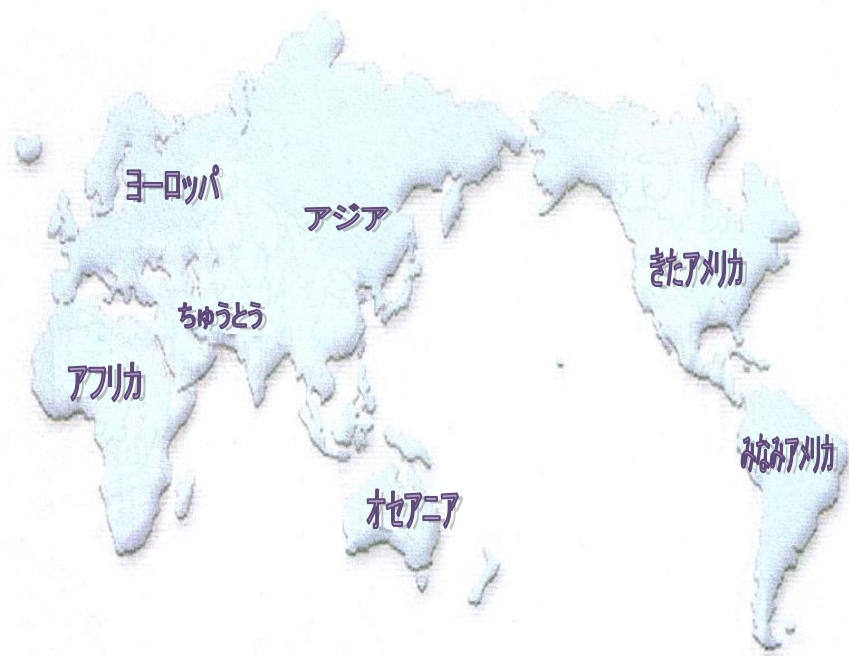 ヨーロッパ
アジア
きたアメリカ
ちゅうとう
アフリカ
みなみアメリカ
オセアニア